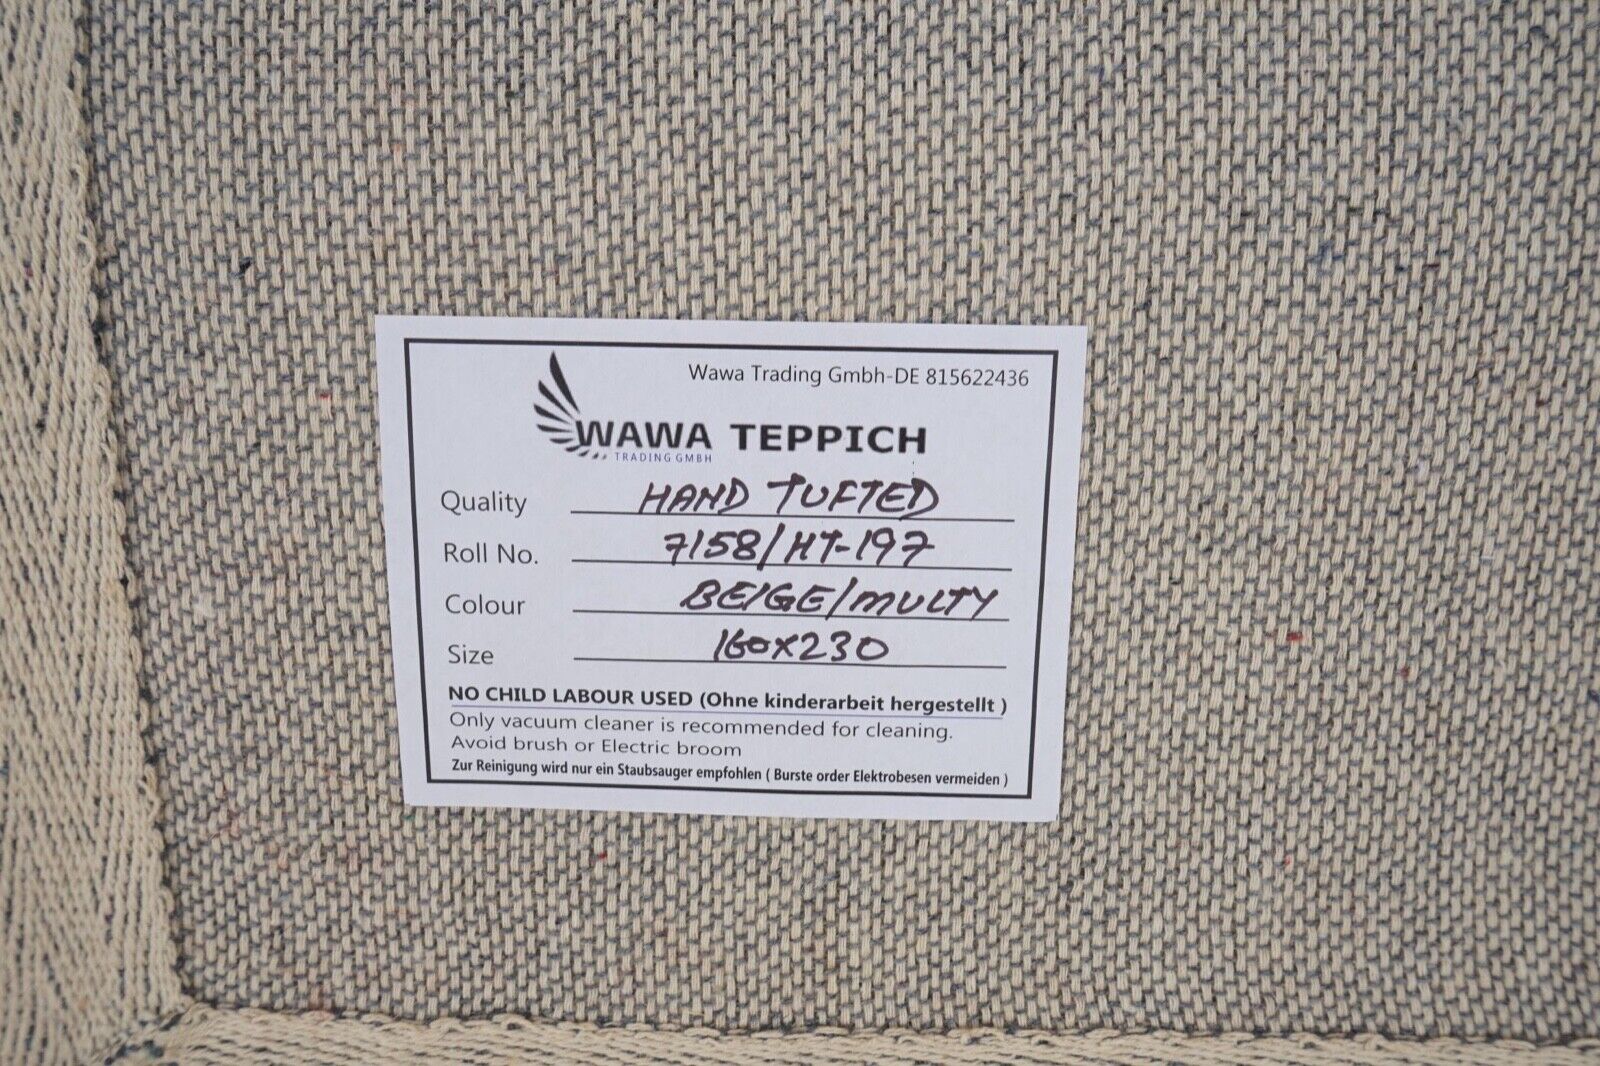 Wawa Trading Gmbh-DE 815622436
WAWA TEPPICH
TRADING GMBH
Quality HAND TUFTED
Roll No. 7158/HT-197
Colour BEIGE/MULTY
Size 160x230
NO CHILD LABOUR USED (Ohne kinderarbeit hergestellt )
Only vacuum cleaner is recommended for cleaning.
Avoid brush or Electric broom
Zur Reinigung wird nur ein Staubsauger empfohlen ( Burste order Elektrobesen vermeiden )